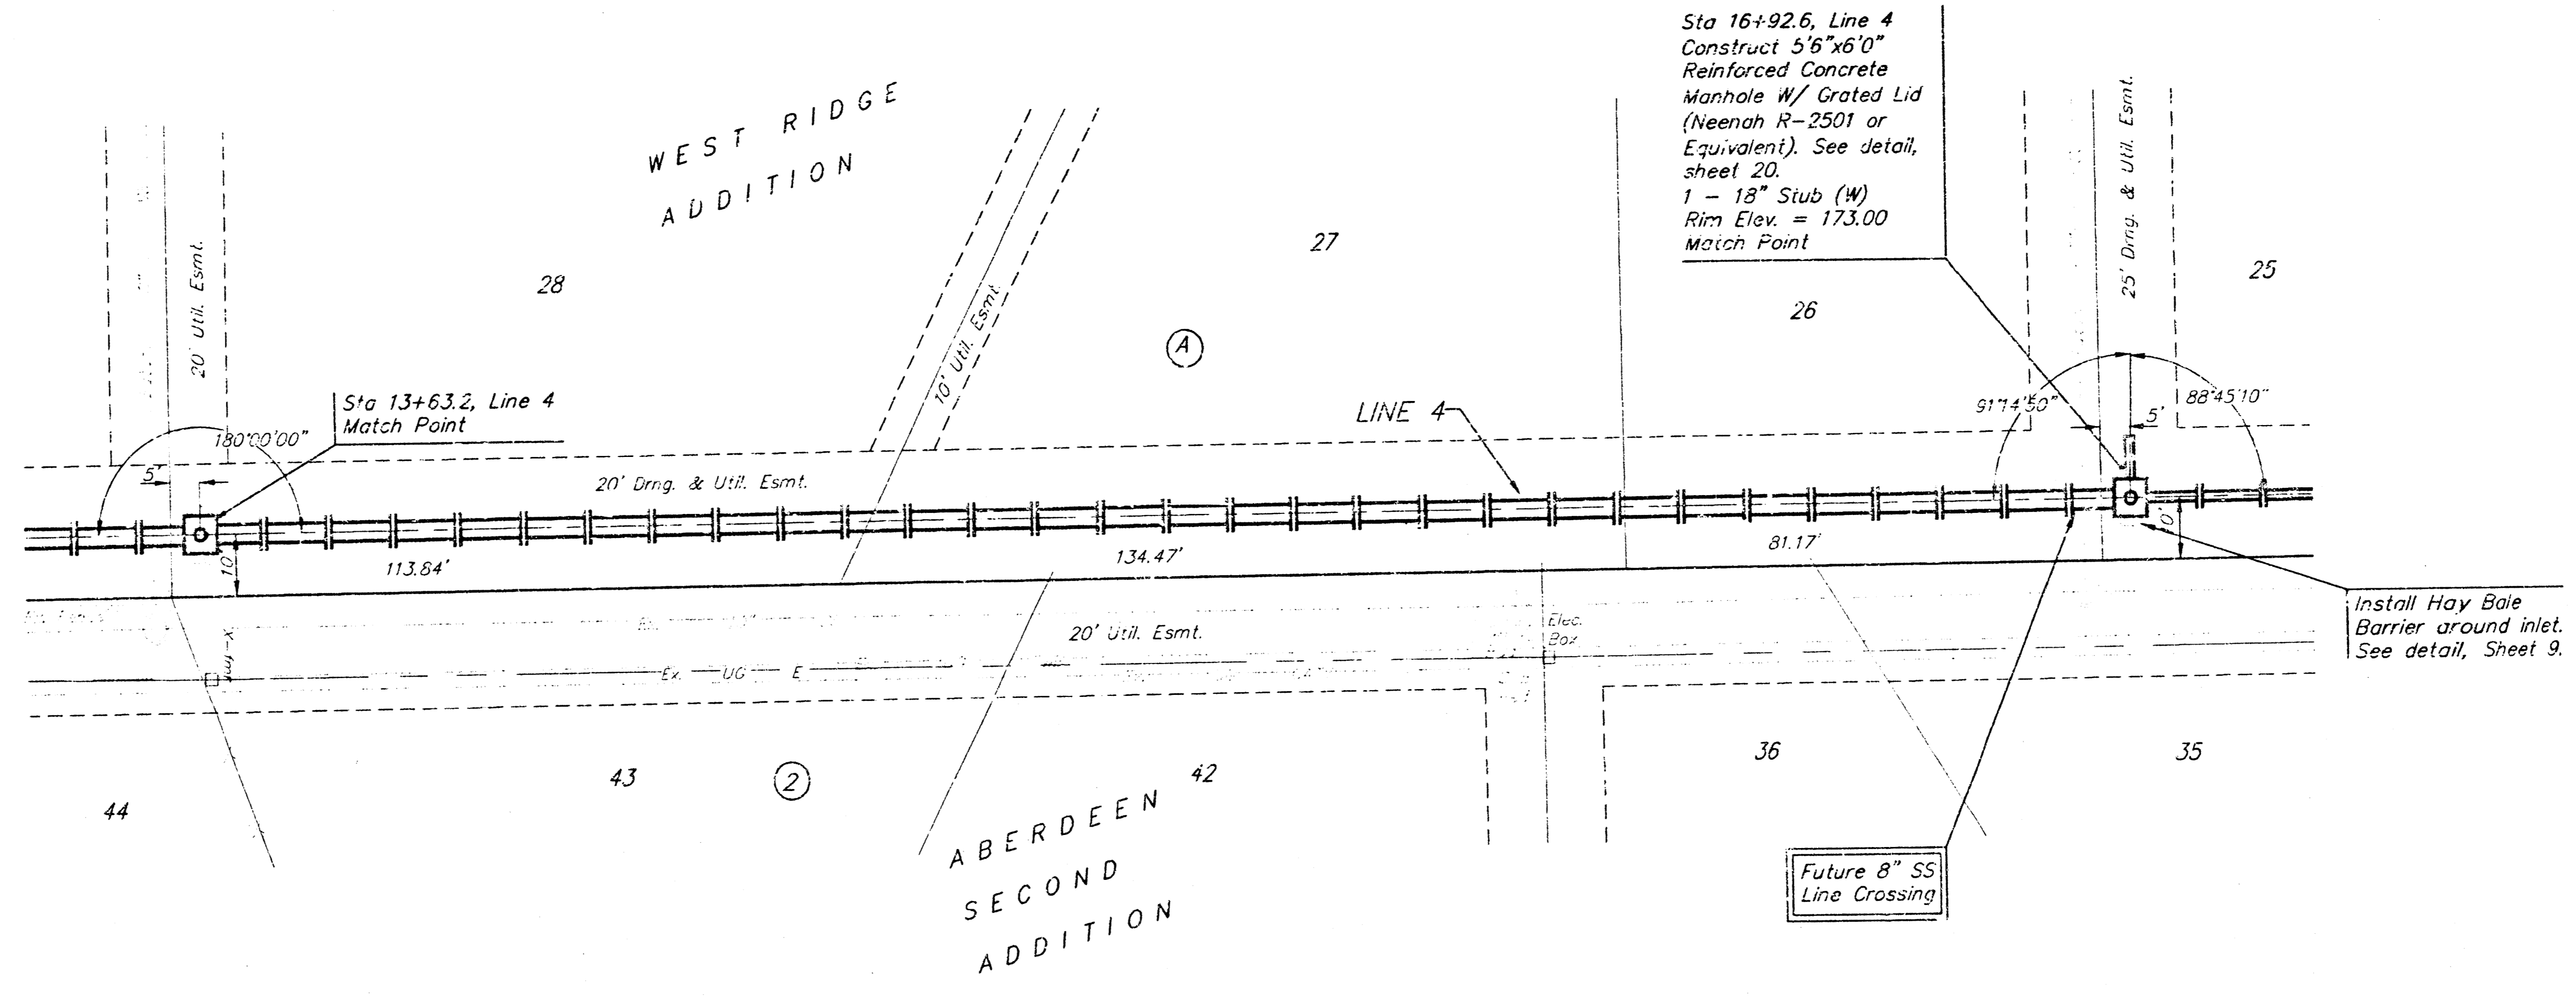 Sta 16+92.6, Line 4
Construct 5'6"x6'0"
Reinforced Concrete
Manhole W/ Grated Lid
(Neenah R-2501 or
Equivalent). See detail,
sheet 20.
1 - 18" Stub (W)
Rim Elev. = 173.00
Match Point
25' Drng. & Util. Esmt.
WEST RIDGE
ADDITION
20' Util. Esmt.
28
27
26
25
10' Util. Esmt.
A
Sta 13+63.2, Line 4
Match Point
180°00'00"
5'
LINE 4
91°14'50"
88°45'10"
5'
20' Drng. & Util. Esmt.
10'
113.84'
134.47'
81.17'
Install Hay Bale
Barrier around inlet.
See detail, Sheet 9.
20' Util. Esmt.
Elec.
Box
Ex. UG E
44
43
2
42
36
35
ABERDEEN
SECOND
ADDITION
Future 8" SS
Line Crossing